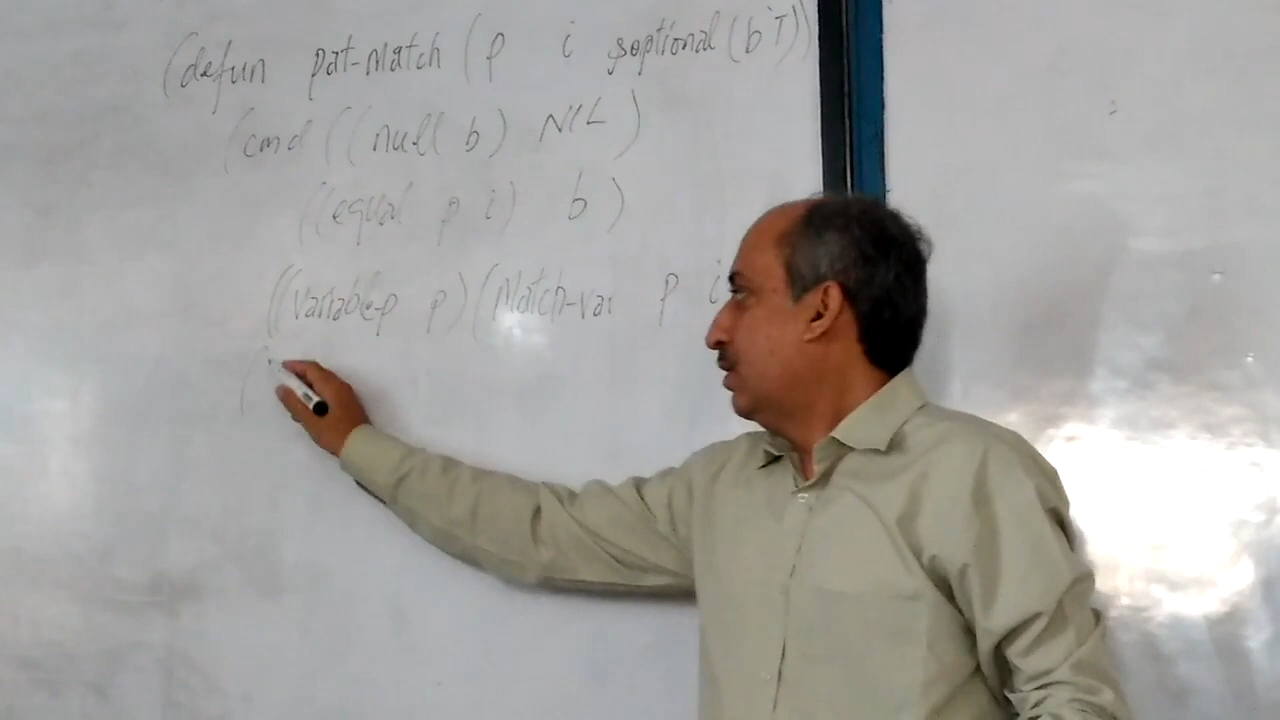 (defun pat-match (p i &optional (b 'T))
(cond ((null b) NIL)
((equal p i) b)
((variable-p p) (Match-var p i
(